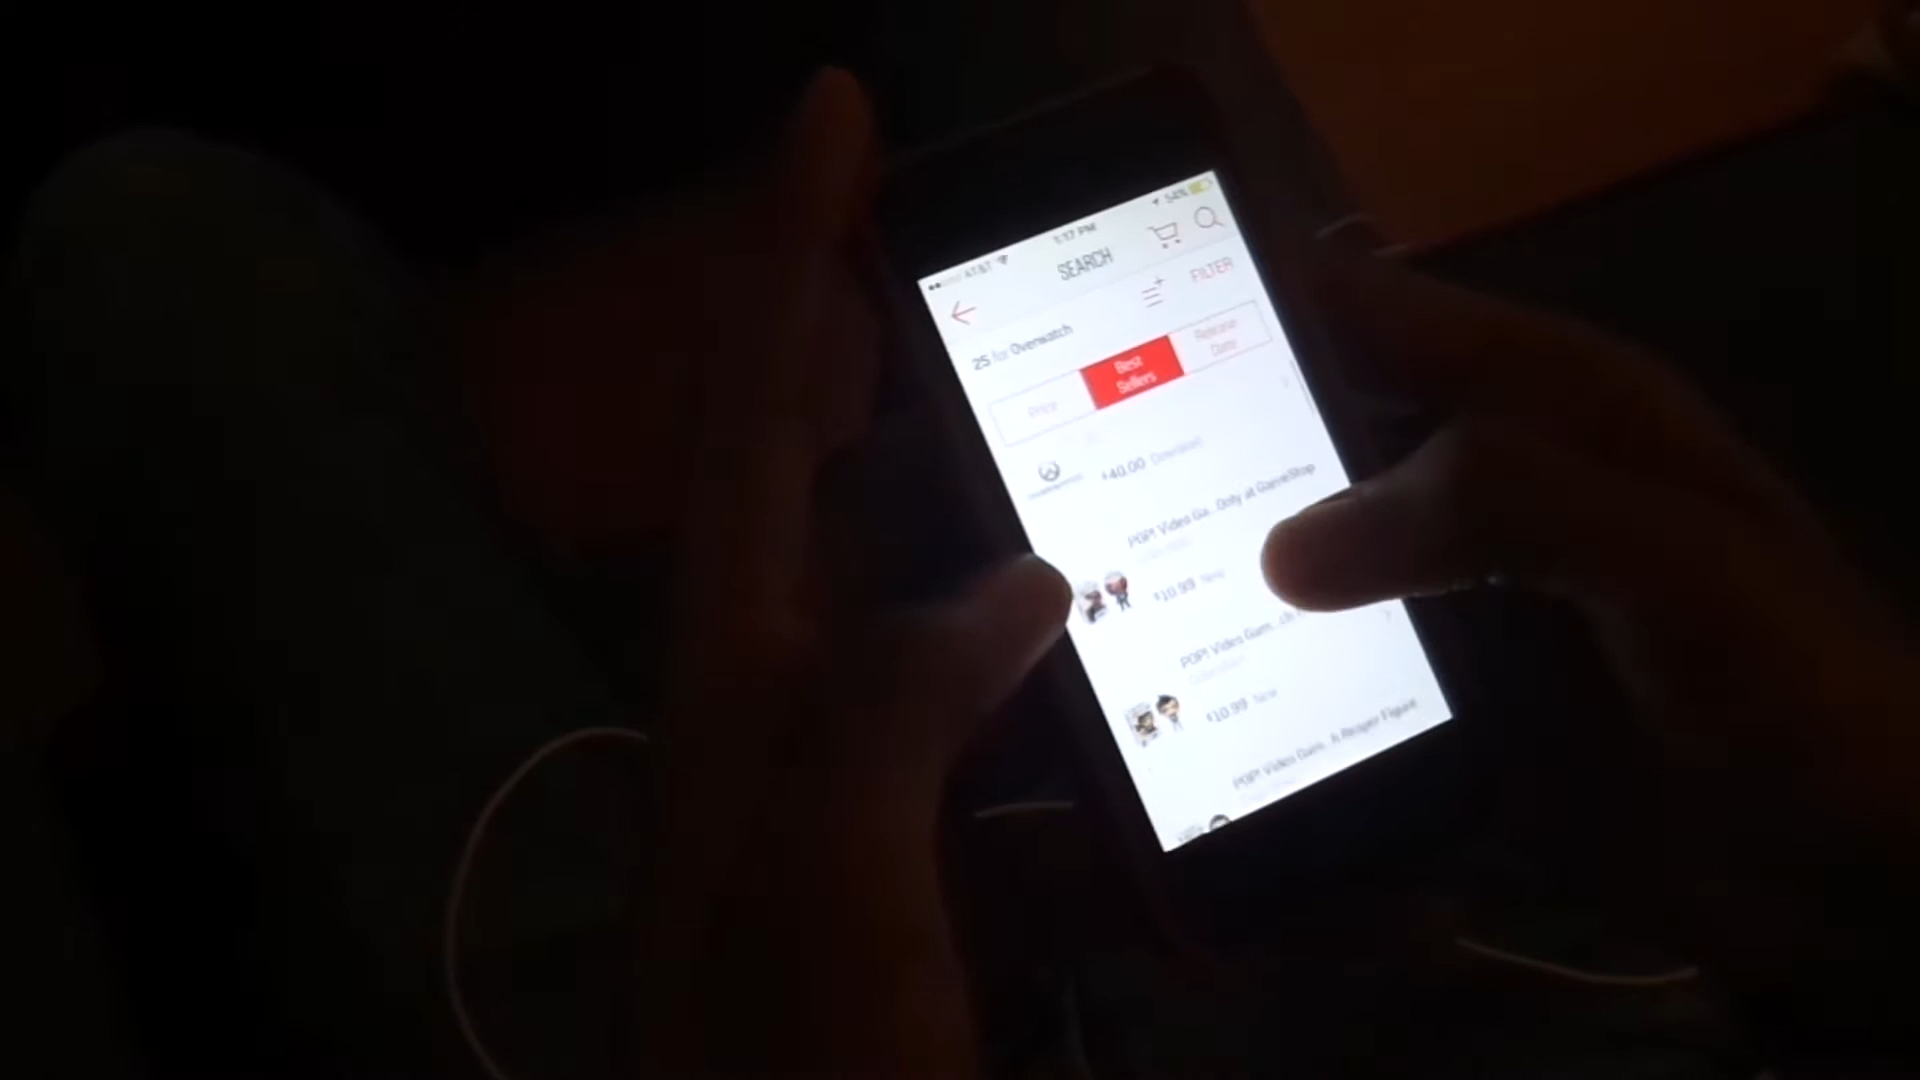 AT&T 1:17 PM 54%
SEARCH
25 for Overwatch
FILTER
Price
Best Sellers
Release Date
$40.00 Download
POP! Video Ga...Only at GameStop
$10.99 New
POP! Video Gam...
$10.99 New
POP! Video Gam...h Reaper Figure